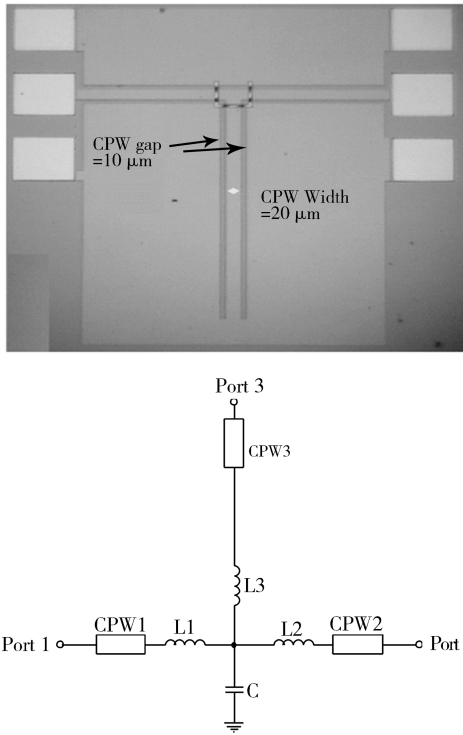 CPW gap
=10 μm
CPW Width
=20 μm
Port 3
CPW3
L3
CPW1
L1
L2
CPW2
Port 1
Port
C